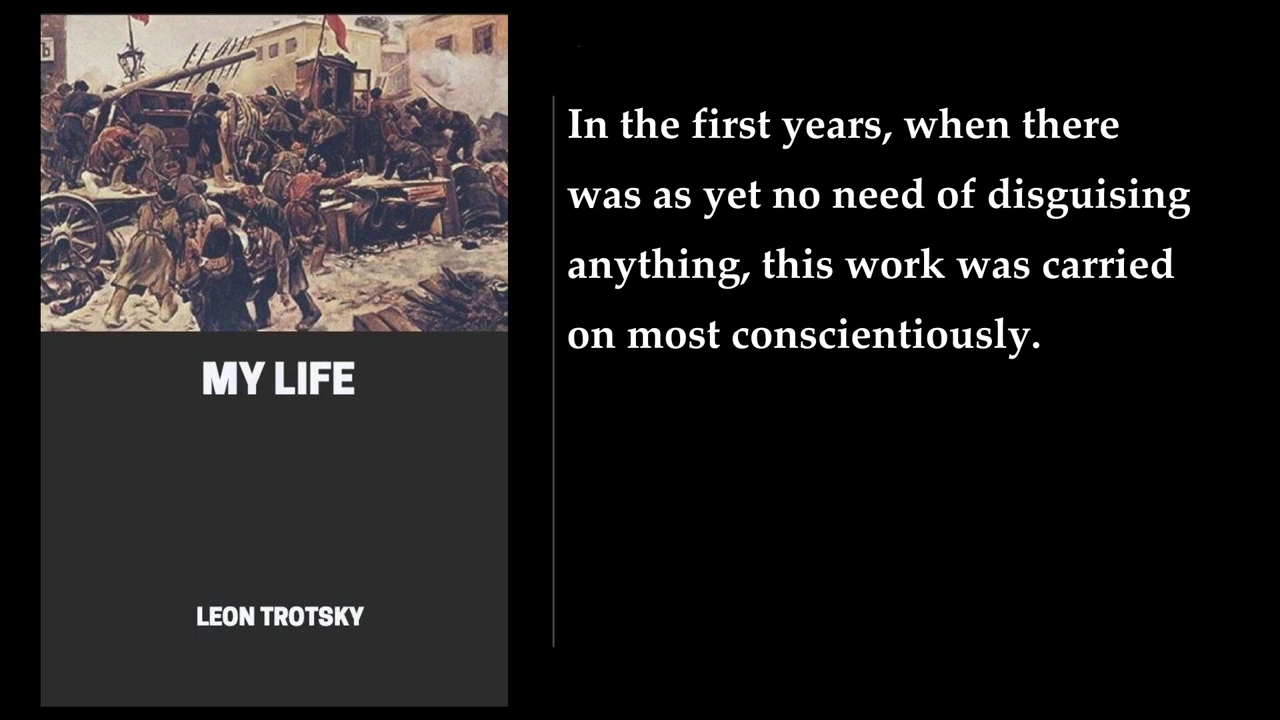 MY LIFE
LEON TROTSKY
In the first years, when there
was as yet no need of disguising
anything, this work was carried
on most conscientiously.